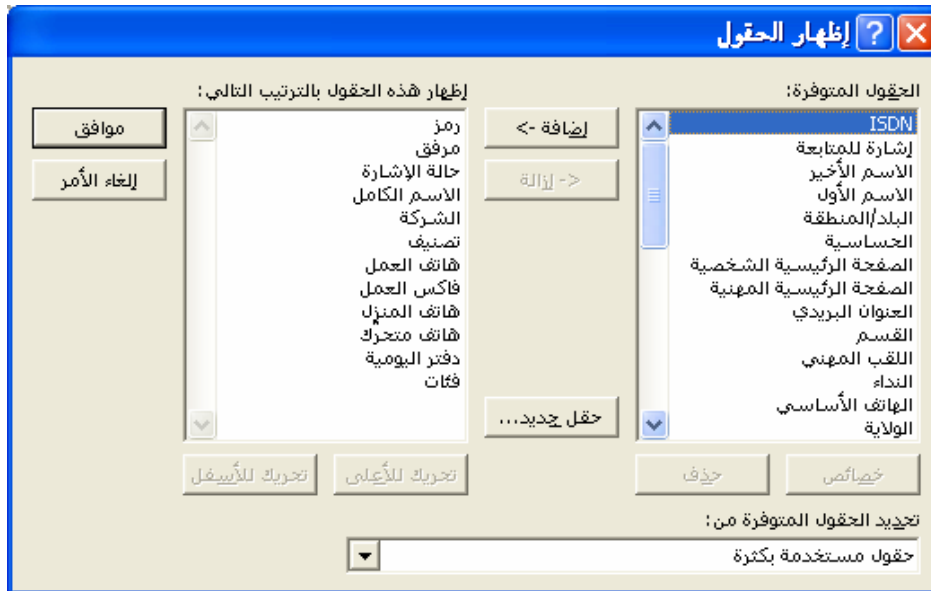 إظهار الحقول
الحقول المتوفرة:
ISDN
إشارة للمتابعة
الاسم الأخير
الاسم الأول
البلد/المنطقة
الحساسية
الصفحة الرئيسية الشخصية
الصفحة الرئيسية المهنية
العنوان البريدي
القسم
اللقب المهني
النداء
الهاتف الأساسي
الولاية
إضافة ->
<- إزالة
حقل جديد...
إظهار هذه الحقول بالترتيب التالي:
رمز
مرفق
حالة الإشارة
الاسم الكامل
الشركة
تصنيف
هاتف العمل
فاكس العمل
هاتف المنزل
هاتف متحرك
دفتر اليومية
فئات
موافق
إلغاء الأمر
خصائص
حذف
تحريك للأعلى
تحريك للأسفل
تحديد الحقول المتوفرة من:
حقول مستخدمة بكثرة